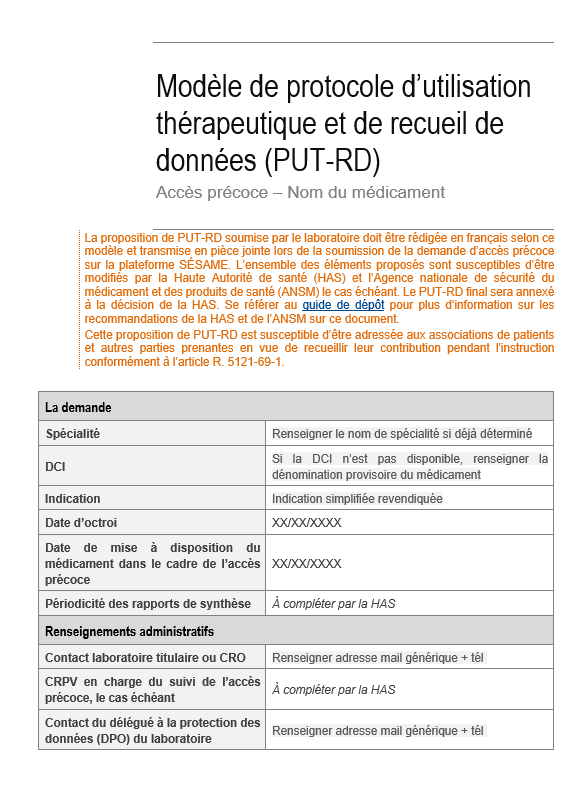 Modèle de protocole d’utilisation
thérapeutique et de recueil de
données (PUT-RD)
Accès précoce – Nom du médicament
La proposition de PUT-RD soumise par le laboratoire doit être rédigée en français selon ce
modèle et transmise en pièce jointe lors de la soumission de la demande d’accès précoce
sur la plateforme SÉSAME. L’ensemble des éléments proposés sont susceptibles d’être
modifiés par la Haute Autorité de santé (HAS) et l’Agence nationale de sécurité du
médicament et des produits de santé (ANSM) le cas échéant. Le PUT-RD final sera annexé
à la décision de la HAS. Se référer au guide de dépôt pour plus d’information sur les
recommandations de la HAS et de l’ANSM sur ce document.
Cette proposition de PUT-RD est susceptible d’être adressée aux associations de patients
et autres parties prenantes en vue de recueillir leur contribution pendant l’instruction
conformément à l’article R. 5121-69-1.
La demande
Spécialité
Renseigner le nom de spécialité si déjà déterminé
DCI
Si la DCI n’est pas disponible, renseigner la
dénomination provisoire du médicament
Indication
Indication simplifiée revendiquée
Date d’octroi
XX/XX/XXXX
Date de mise à disposition du
médicament dans le cadre de l’accès
précoce
XX/XX/XXXX
Périodicité des rapports de synthèse
À compléter par la HAS
Renseignements administratifs
Contact laboratoire titulaire ou CRO
Renseigner adresse mail générique + tél
CRPV en charge du suivi de l’accès
précoce, le cas échéant
À compléter par la HAS
Contact du délégué à la protection des
données (DPO) du laboratoire
Renseigner adresse mail générique + tél